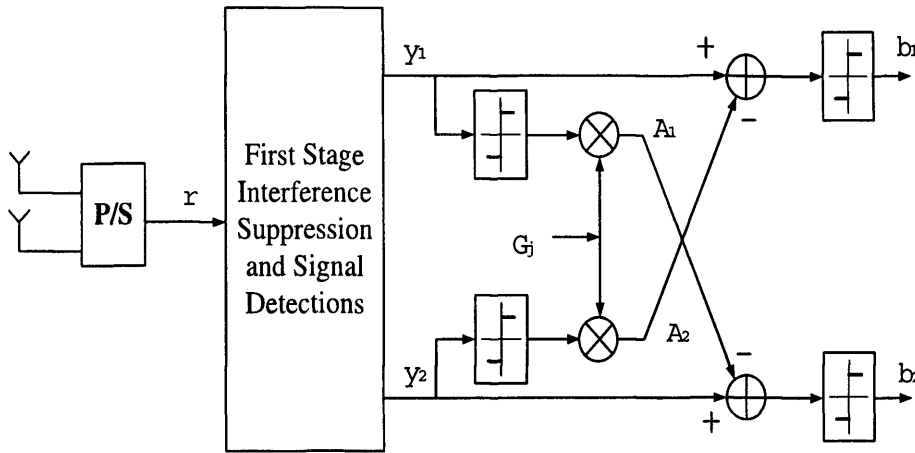 y1
b1
+
−
A1
P/S
r
First Stage
Interference
Suppression
and Signal
Detections
Gj
A2
y2
−
+
b2